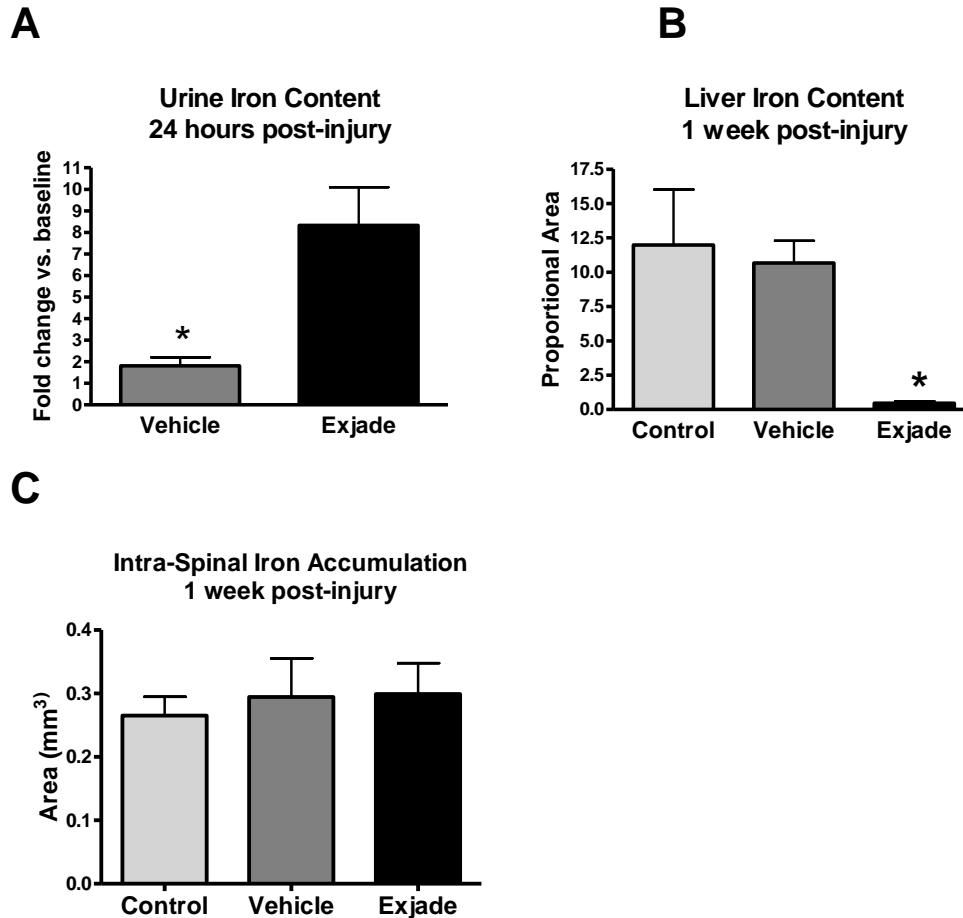 A
B
Urine Iron Content
24 hours post-injury
Fold change vs. baseline
11
10
9
8
7
6
5
4
3
2
1
0
*
Vehicle Exjade
Liver Iron Content
1 week post-injury
Proportional Area
17.5
15.0
12.5
10.0
7.5
5.0
2.5
0.0
*
Control Vehicle Exjade
C
Intra-Spinal Iron Accumulation
1 week post-injury
Area (mm³)
0.4
0.3
0.2
0.1
0.0
Control Vehicle Exjade